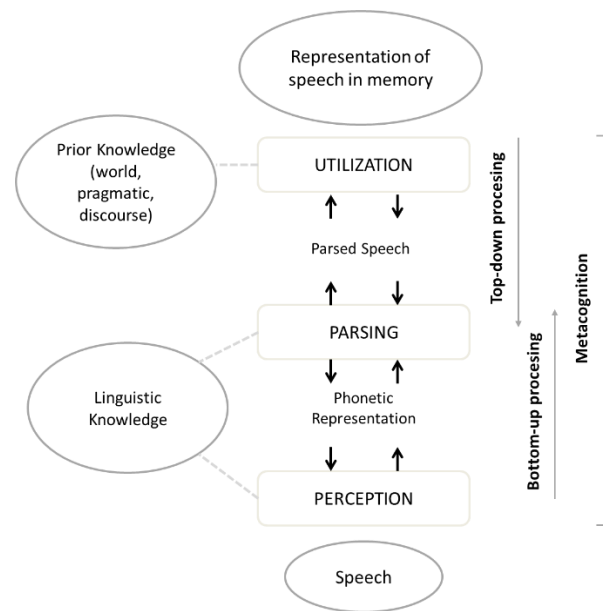 Representation of
speech in memory
Prior Knowledge
(world,
pragmatic,
discourse)
UTILIZATION
Parsed Speech
PARSING
Linguistic
Knowledge
Phonetic
Representation
PERCEPTION
Speech
Top-down procesing
Bottom-up procesing
Metacognition